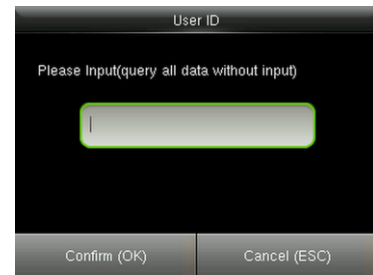 User ID
Please Input(query all data without input)
Confirm (OK)
Cancel (ESC)